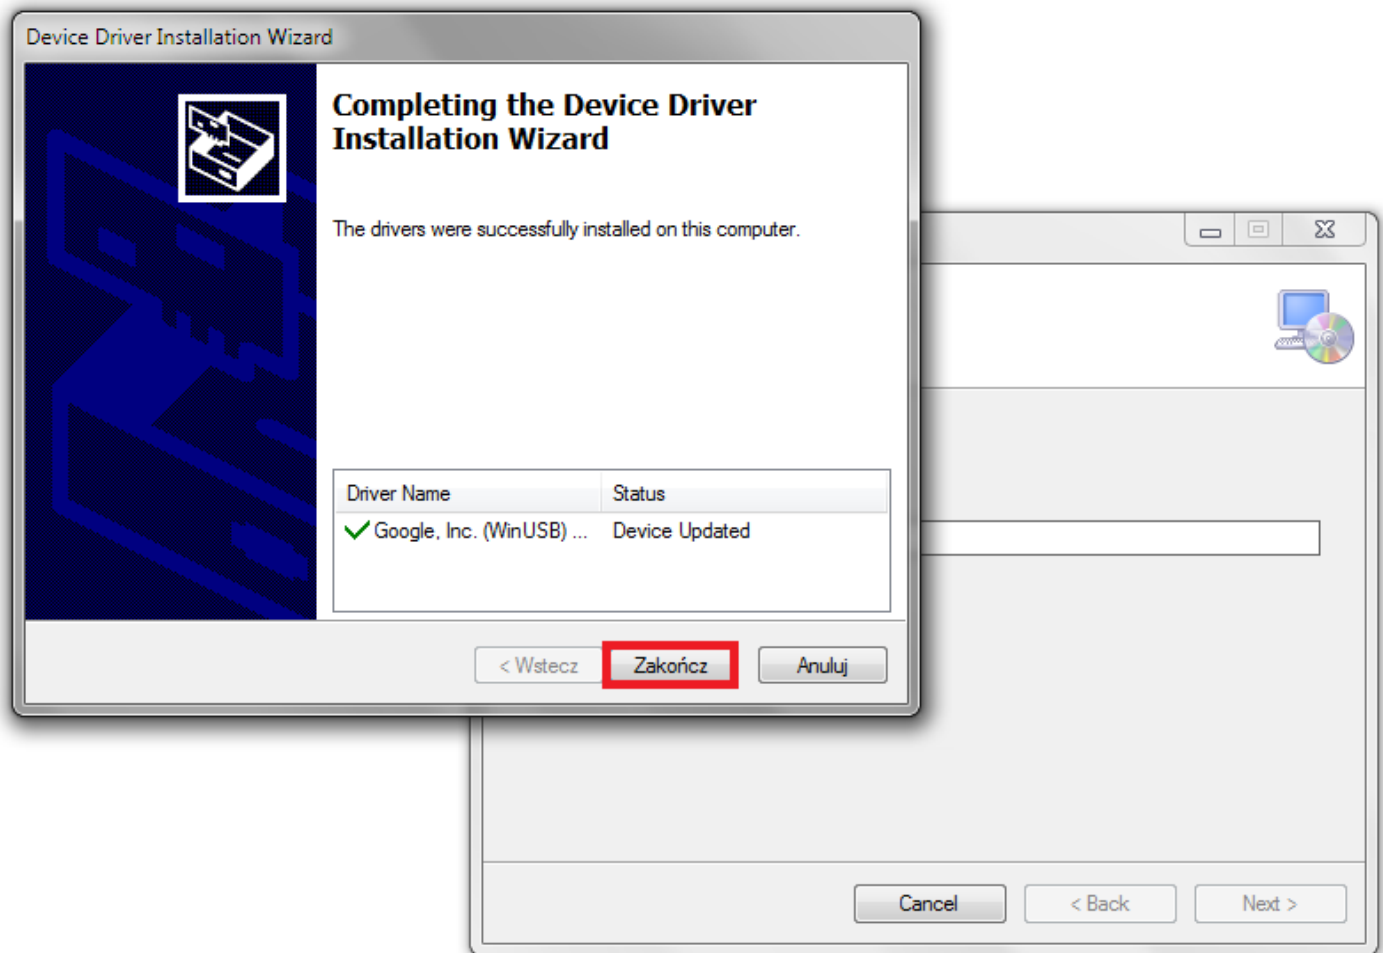 Device Driver Installation Wizard
Completing the Device Driver
Installation Wizard
The drivers were successfully installed on this computer.
Driver Name Status
Google, Inc. (WinUSB) ... Device Updated
< Wstecz Zakończ Anuluj
Cancel < Back Next >